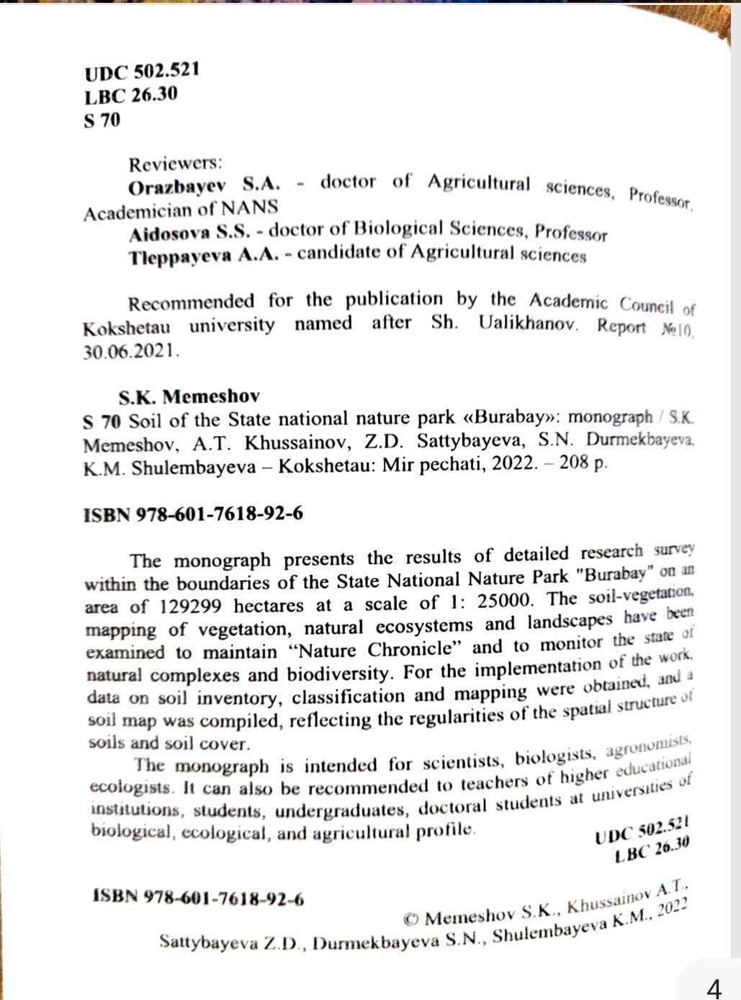 UDC 502.521
LBC 26.30
S 70
Reviewers:
Orazbayev S.A. - doctor of Agricultural sciences, Professor,
Academician of NANS
Aidosova S.S. - doctor of Biological Sciences, Professor
Tleppayeva A.A. - candidate of Agricultural sciences
Recommended for the publication by the Academic Council of
Kokshetau university named after Sh. Ualikhanov. Report №10,
30.06.2021.
S.K. Memeshov
S 70 Soil of the State national nature park «Burabay»: monograph / S.K.
Memeshov, A.T. Khussainov, Z.D. Sattybayeva, S.N. Durmekbayeva,
K.M. Shulembayeva – Kokshetau: Mir pechati, 2022. – 208 p.
ISBN 978-601-7618-92-6
The monograph presents the results of detailed research survey
within the boundaries of the State National Nature Park "Burabay" on an
area of 129299 hectares at a scale of 1: 25000. The soil-vegetation,
mapping of vegetation, natural ecosystems and landscapes have been
examined to maintain “Nature Chronicle” and to monitor the state of
natural complexes and biodiversity. For the implementation of the work,
data on soil inventory, classification and mapping were obtained, and a
soil map was compiled, reflecting the regularities of the spatial structure of
soils and soil cover.
The monograph is intended for scientists, biologists, agronomists,
ecologists. It can also be recommended to teachers of higher educational
institutions, students, undergraduates, doctoral students at universities of
biological, ecological, and agricultural profile.
UDC 502.521
LBC 26.30
ISBN 978-601-7618-92-6
© Memeshov S.K., Khussainov A.T.,
Sattybayeva Z.D., Durmekbayeva S.N., Shulembayeva K.M., 2022
4